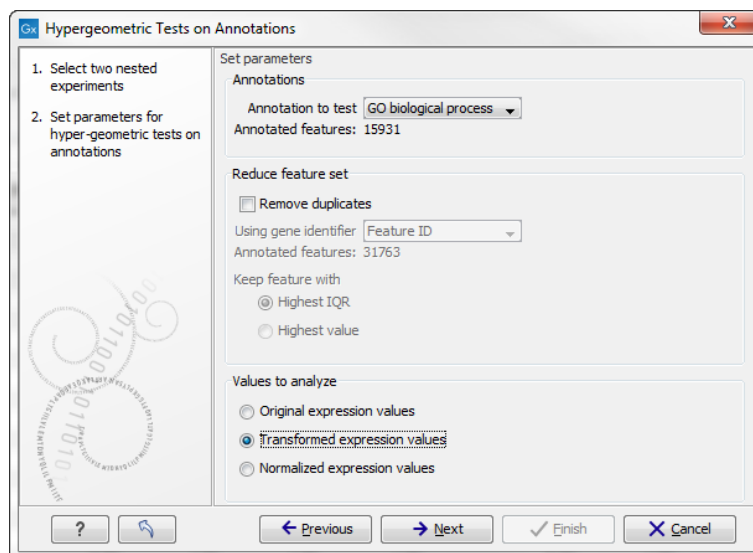 Gx Hypergeometric Tests on Annotations
X
1. Select two nested
experiments
2. Set parameters for
hyper-geometric tests on
annotations
Set parameters
Annotations
Annotation to test GO biological process
Annotated features: 15931
Reduce feature set
Remove duplicates
Using gene identifier Feature ID
Annotated features: 31763
Keep feature with
Highest IQR
Highest value
Values to analyze
Original expression values
Transformed expression values
Normalized expression values
? Previous Next Finish Cancel